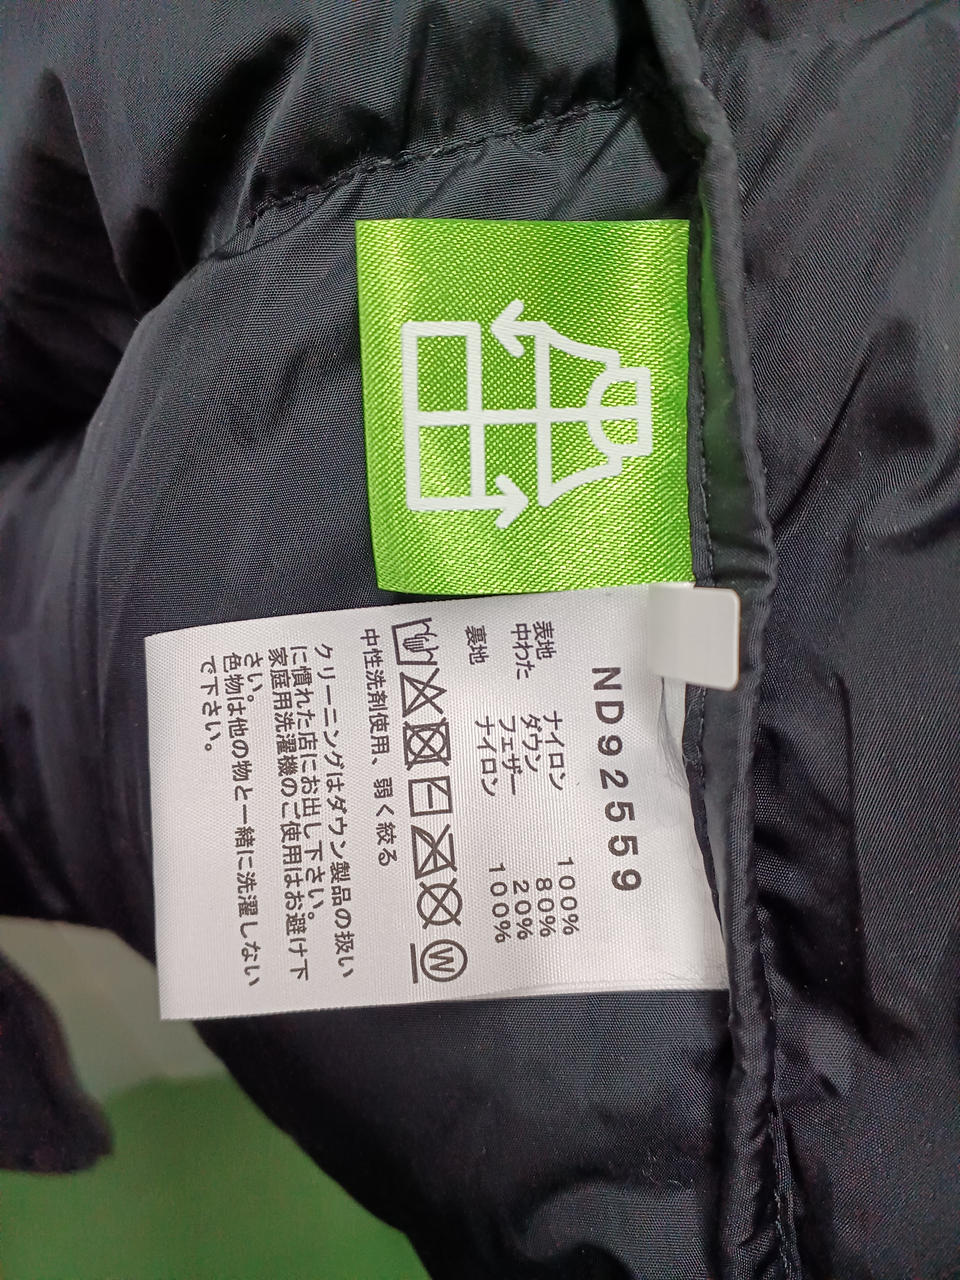 ND92559
表地 ナイロン 100%
中わた ダウン 80%
フェザー 20%
裏地 ナイロン 100%
W
中性洗剤使用、弱く絞る
クリーニングはダウン製品の扱い
に慣れた店にお出し下さい。
家庭用洗濯機のご使用はお避け下
さい。
色物は他の物と一緒に洗濯しない
で下さい。